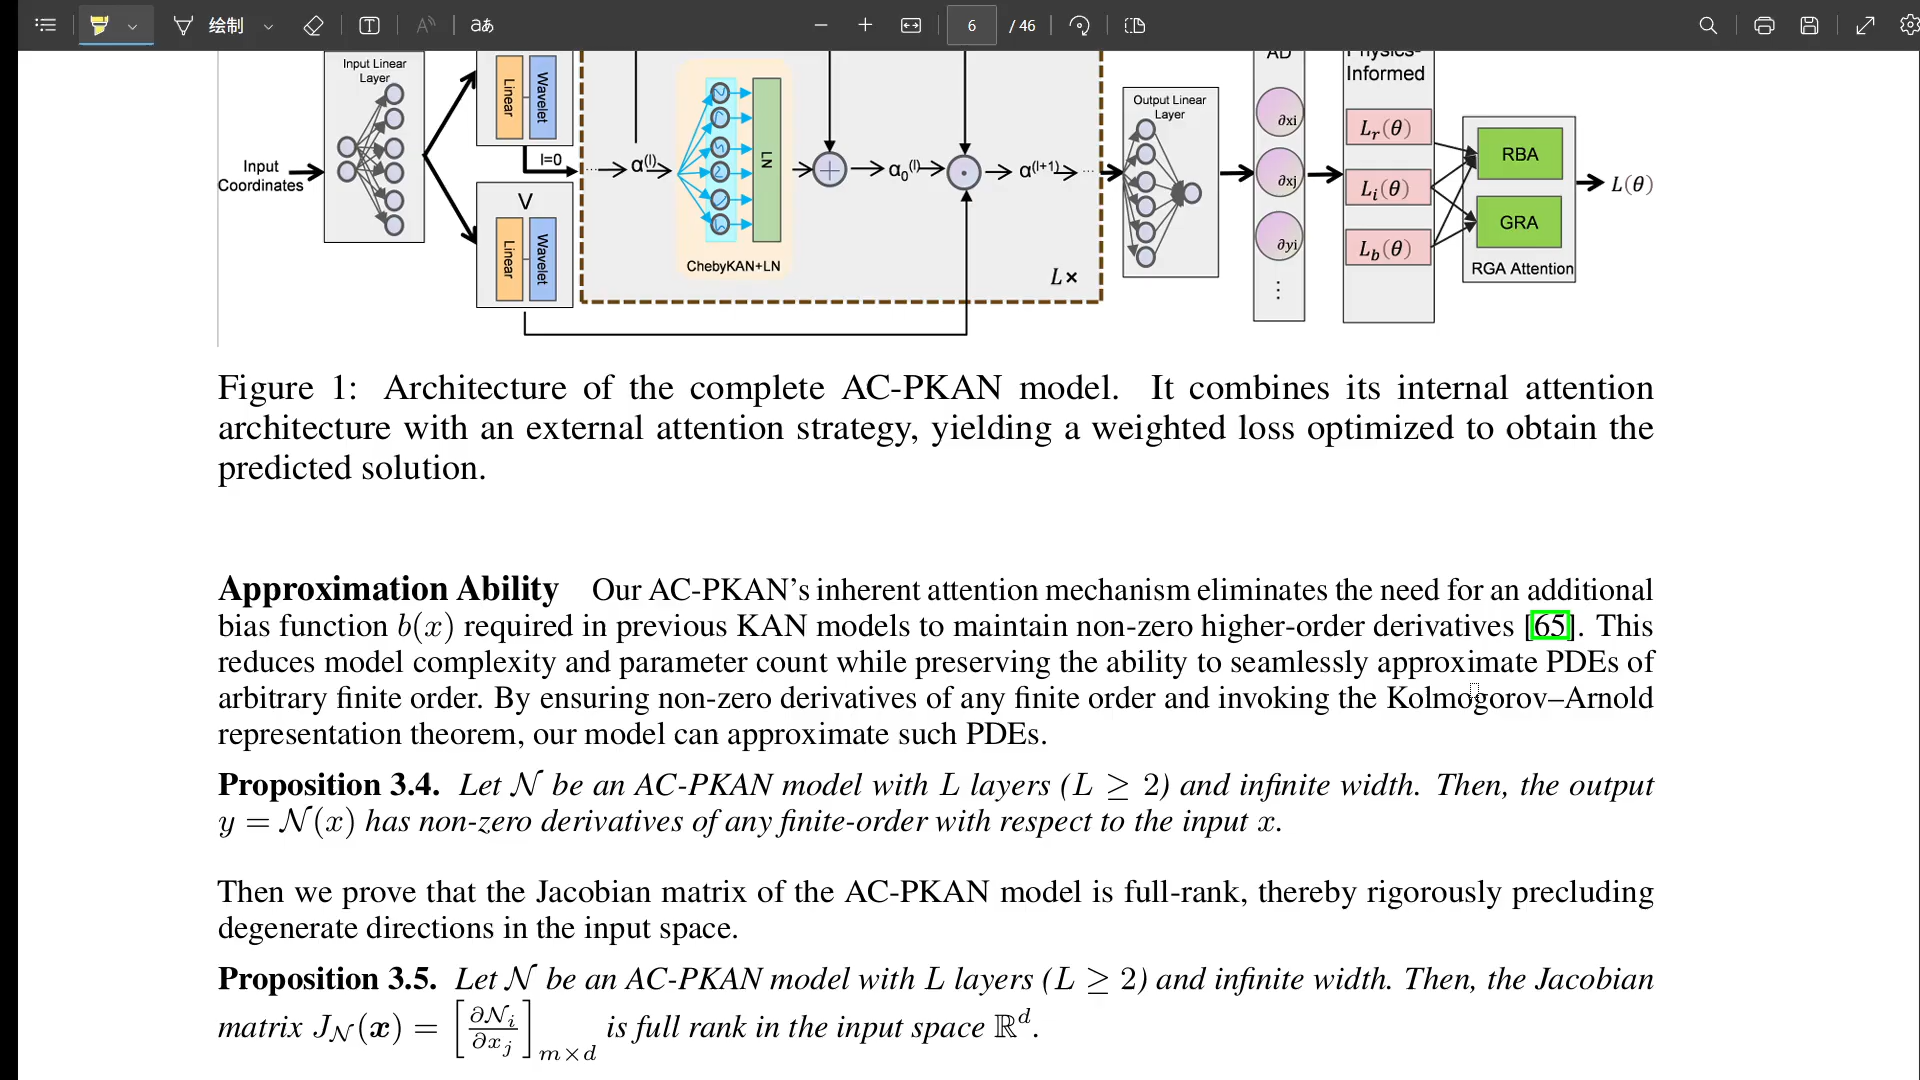 绘制
aあ
6
/ 46
Input Linear
Layer
Input
Coordinates
Linear
Wavelet
l=0
V
Linear
Wavelet
... α^(l)
LN
ChebyKAN+LN
+
α₀^(l)
α^(l+1) ...
L×
Output Linear
Layer
AD
∂xi
∂xj
∂yi
⋮
Physics-
Informed
L_r(θ)
L_i(θ)
L_b(θ)
RBA
GRA
RGA Attention
L(θ)
Figure 1: Architecture of the complete AC-PKAN model. It combines its internal attention
architecture with an external attention strategy, yielding a weighted loss optimized to obtain the
predicted solution.
Approximation Ability Our AC-PKAN's inherent attention mechanism eliminates the need for an additional
bias function b(x) required in previous KAN models to maintain non-zero higher-order derivatives [65]. This
reduces model complexity and parameter count while preserving the ability to seamlessly approximate PDEs of
arbitrary finite order. By ensuring non-zero derivatives of any finite order and invoking the Kolmogorov–Arnold
representation theorem, our model can approximate such PDEs.
Proposition 3.4. Let 𝒩 be an AC-PKAN model with L layers (L ≥ 2) and infinite width. Then, the output
y = 𝒩(x) has non-zero derivatives of any finite-order with respect to the input x.
Then we prove that the Jacobian matrix of the AC-PKAN model is full-rank, thereby rigorously precluding
degenerate directions in the input space.
Proposition 3.5. Let 𝒩 be an AC-PKAN model with L layers (L ≥ 2) and infinite width. Then, the Jacobian
matrix J_𝒩(x) = [∂𝒩_i/∂x_j]_{m×d} is full rank in the input space ℝ^d.